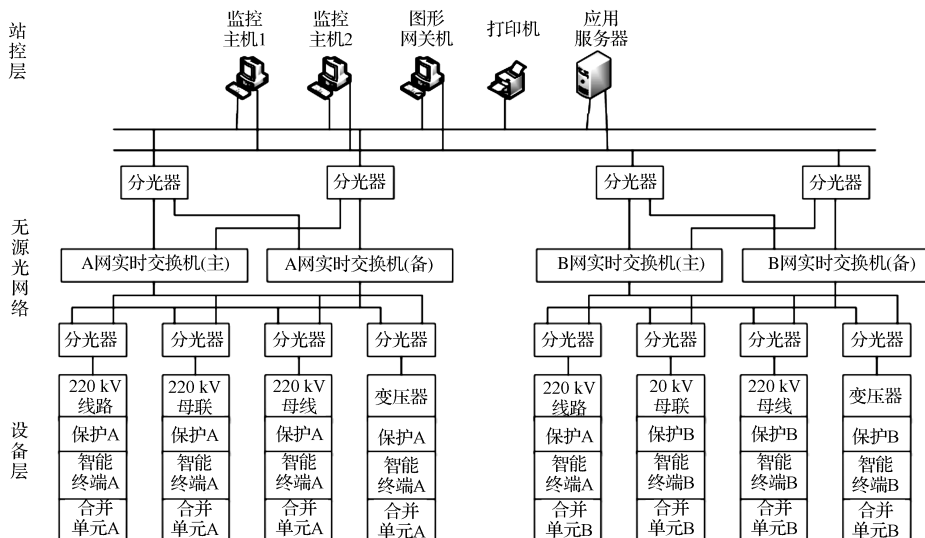 站控层
监控
主机1
监控
主机2
图形
网关机
打印机
应用
服务器
分光器
分光器
分光器
分光器
无源光网络
A网实时交换机(主)
A网实时交换机(备)
B网实时交换机(主)
B网实时交换机(备)
分光器
分光器
分光器
分光器
分光器
分光器
分光器
分光器
设备层
220 kV
线路
保护A
智能
终端A
合并
单元A
220 kV
母联
保护A
智能
终端A
合并
单元A
220 kV
母线
保护A
智能
终端A
合并
单元A
变压器
保护A
智能
终端A
合并
单元A
220 kV
线路
保护A
智能
终端A
合并
单元B
20 kV
母联
保护B
智能
终端B
合并
单元B
220 kV
母线
保护B
智能
终端B
合并
单元B
变压器
保护B
智能
终端B
合并
单元B